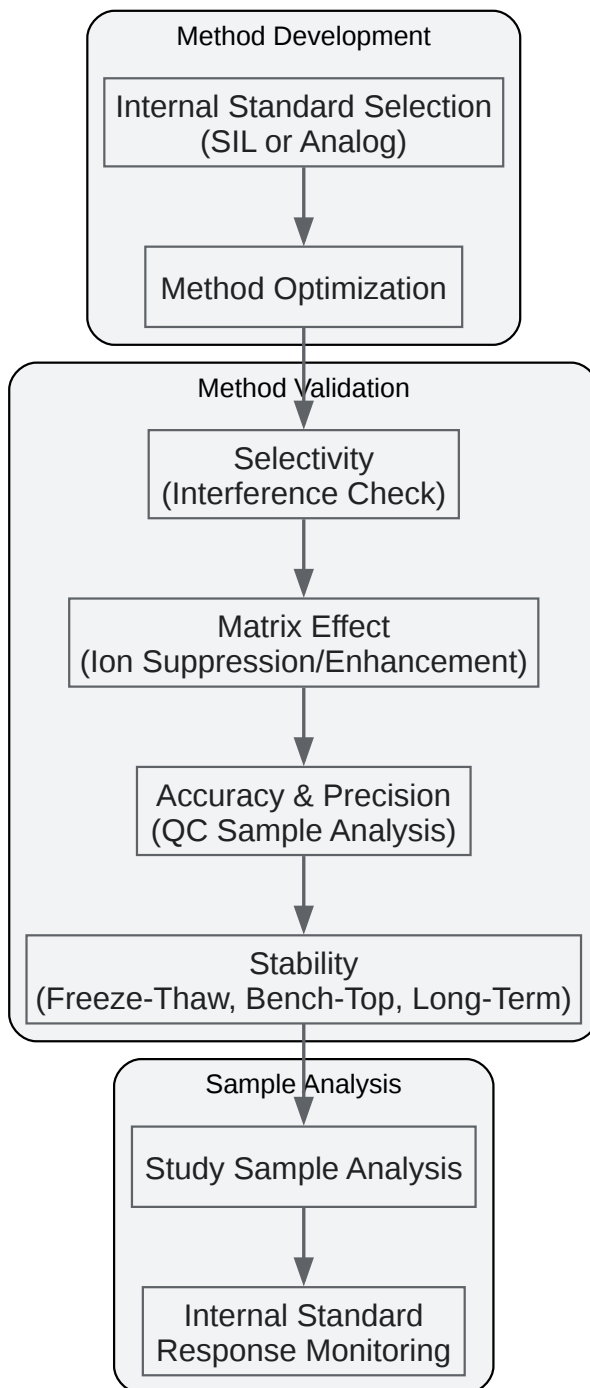 Method Development
Internal Standard Selection
(SIL or Analog)
Method Optimization
Method Validation
Selectivity
(Interference Check)
Matrix Effect
(Ion Suppression/Enhancement)
Accuracy & Precision
(QC Sample Analysis)
Stability
(Freeze-Thaw, Bench-Top, Long-Term)
Sample Analysis
Study Sample Analysis
Internal Standard
Response Monitoring